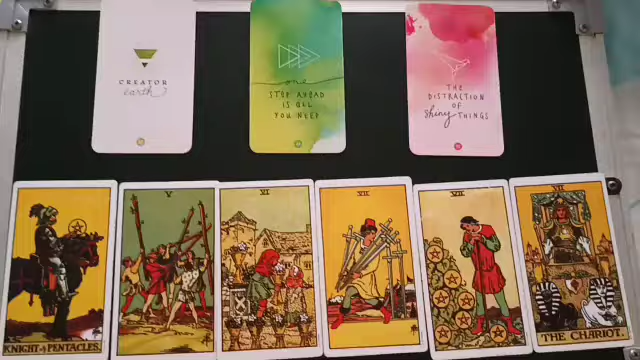 CREATOR
earth
one
STEP AHEAD
IS ALL
YOU NEED
THE
DISTRACTION
OF
Shiny THINGS
V
VI
VII
VII
VII
KNIGHT of PENTACLES.
THE CHARIOT.